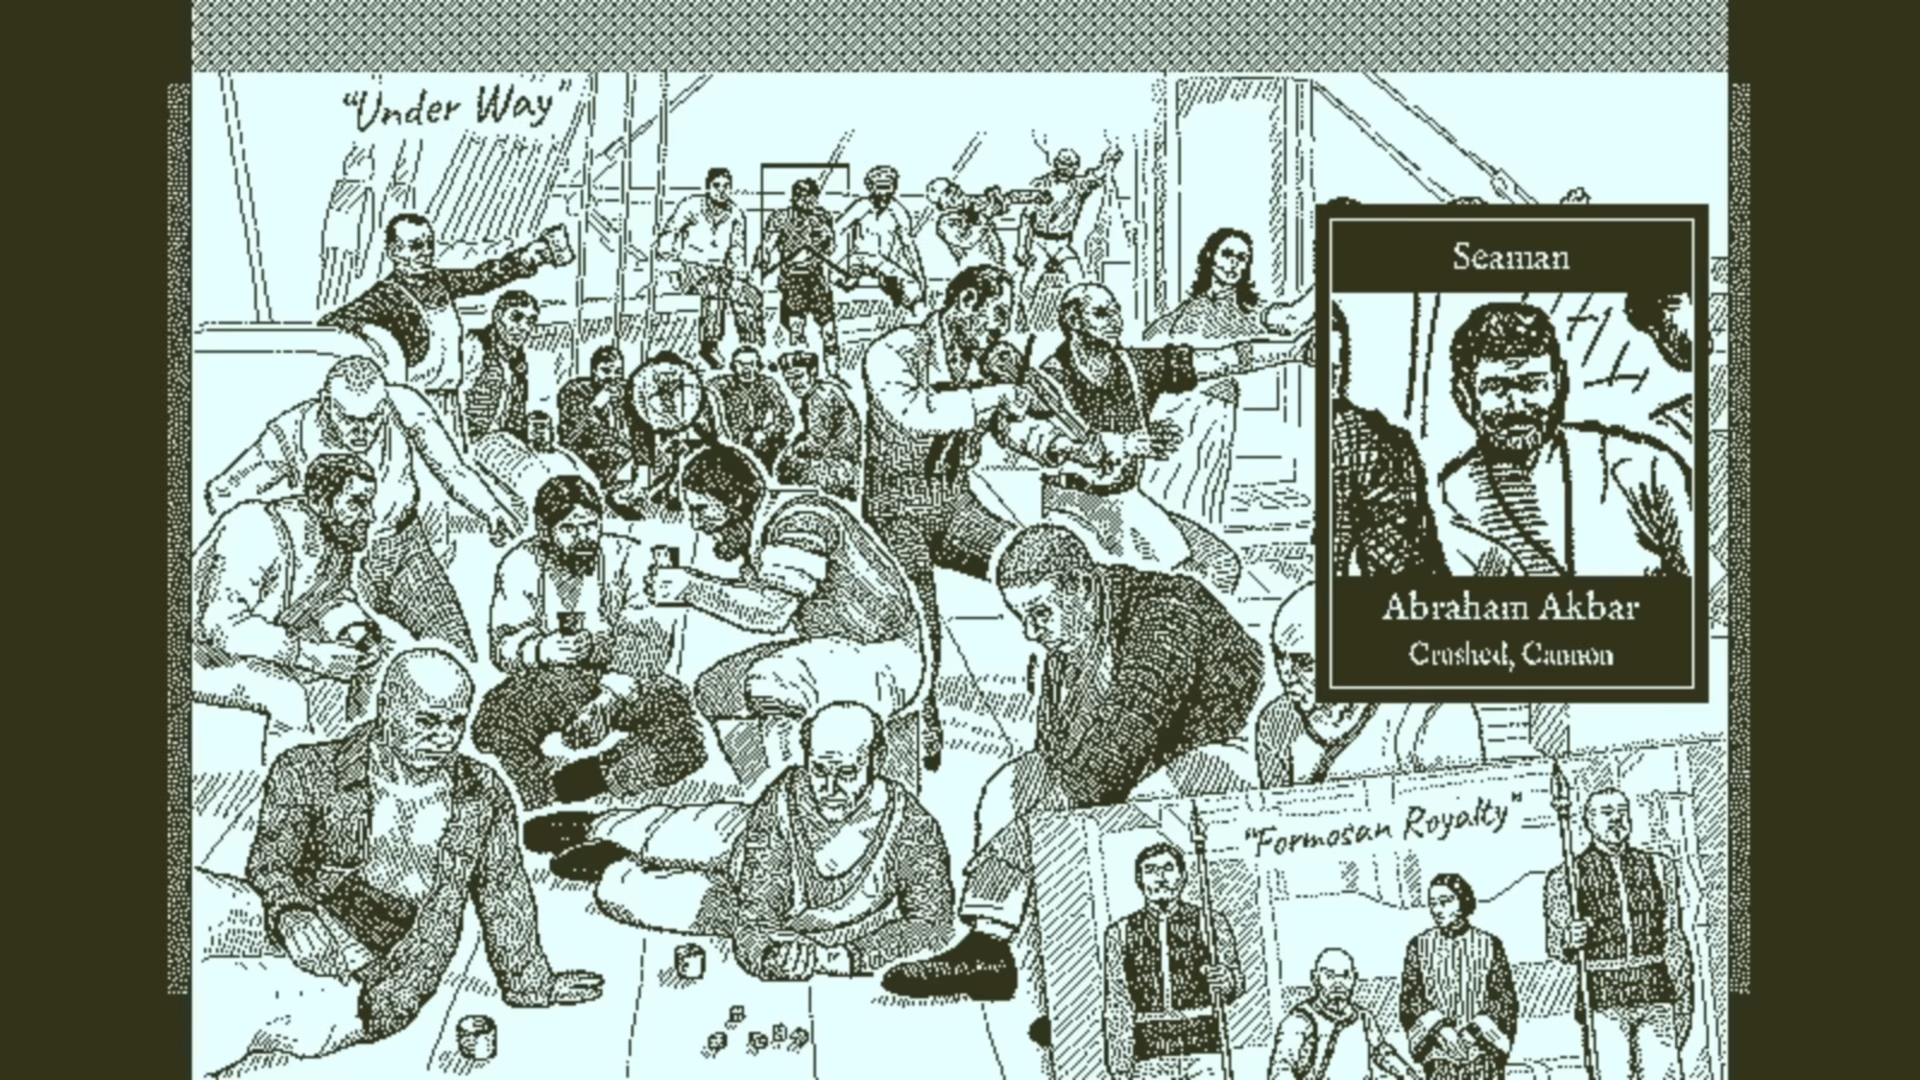 "Under Way"
Seaman
Abraham Akbar
Crushed, Cannon
"Formosan Royalty"